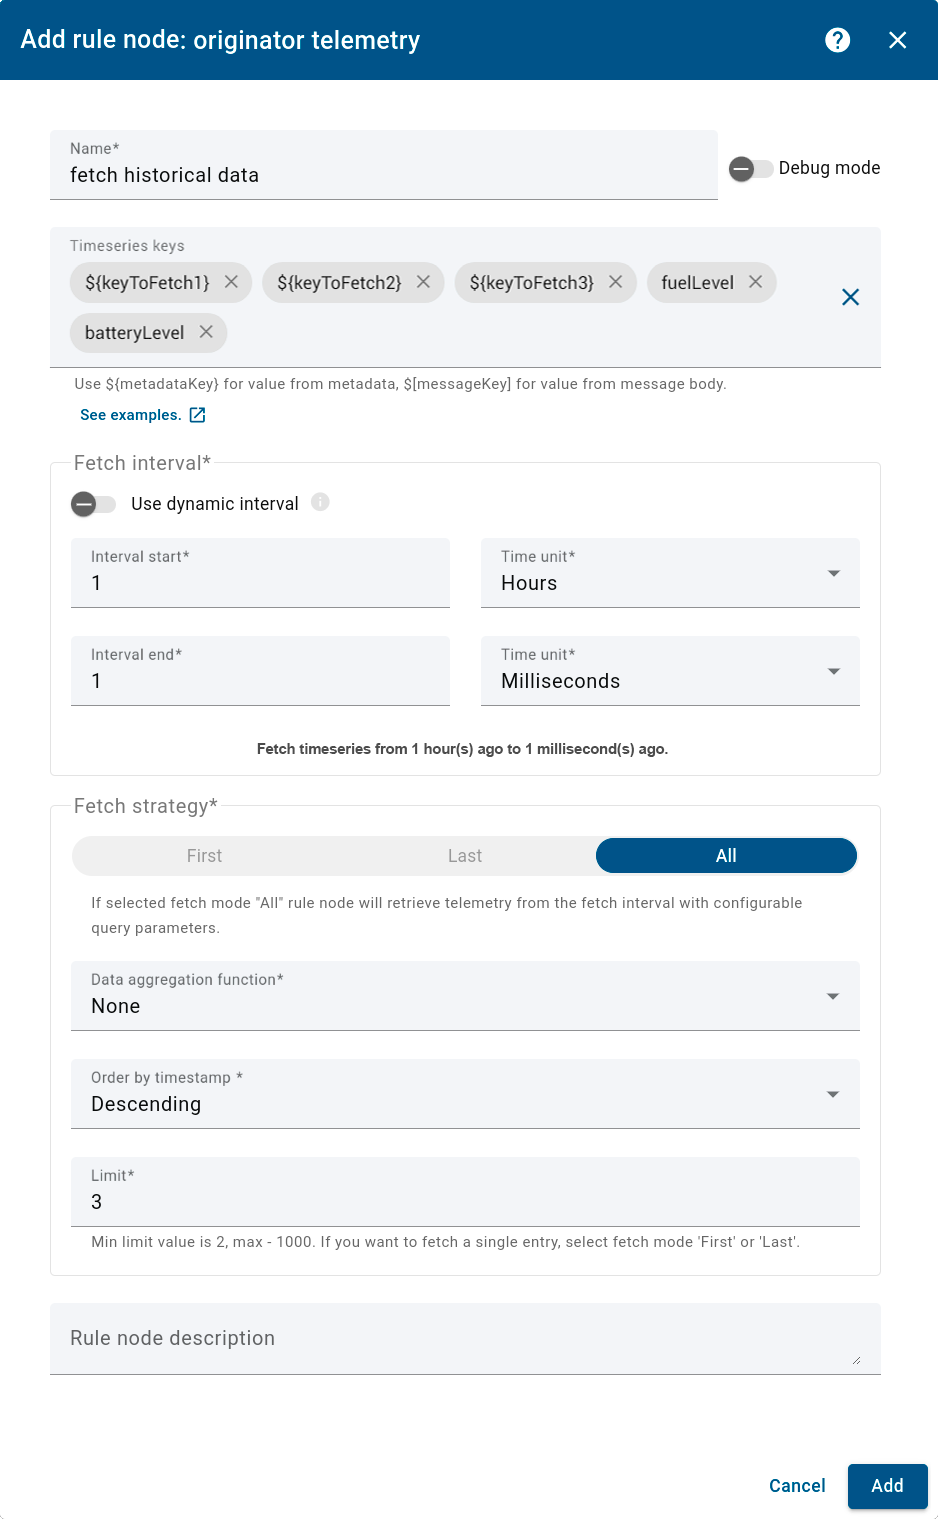 Add rule node: originator telemetry
Name*
fetch historical data
Debug mode
Timeseries keys
${keyToFetch1} ${keyToFetch2} ${keyToFetch3} fuelLevel
batteryLevel
Use ${metadataKey} for value from metadata, $[messageKey] for value from message body.
See examples.
Fetch interval*
Use dynamic interval
Interval start* Time unit*
1 Hours
Interval end* Time unit*
1 Milliseconds
Fetch timeseries from 1 hour(s) ago to 1 millisecond(s) ago.
Fetch strategy*
First Last All
If selected fetch mode "All" rule node will retrieve telemetry from the fetch interval with configurable
query parameters.
Data aggregation function*
None
Order by timestamp *
Descending
Limit*
3
Min limit value is 2, max - 1000. If you want to fetch a single entry, select fetch mode 'First' or 'Last'.
Rule node description
Cancel Add